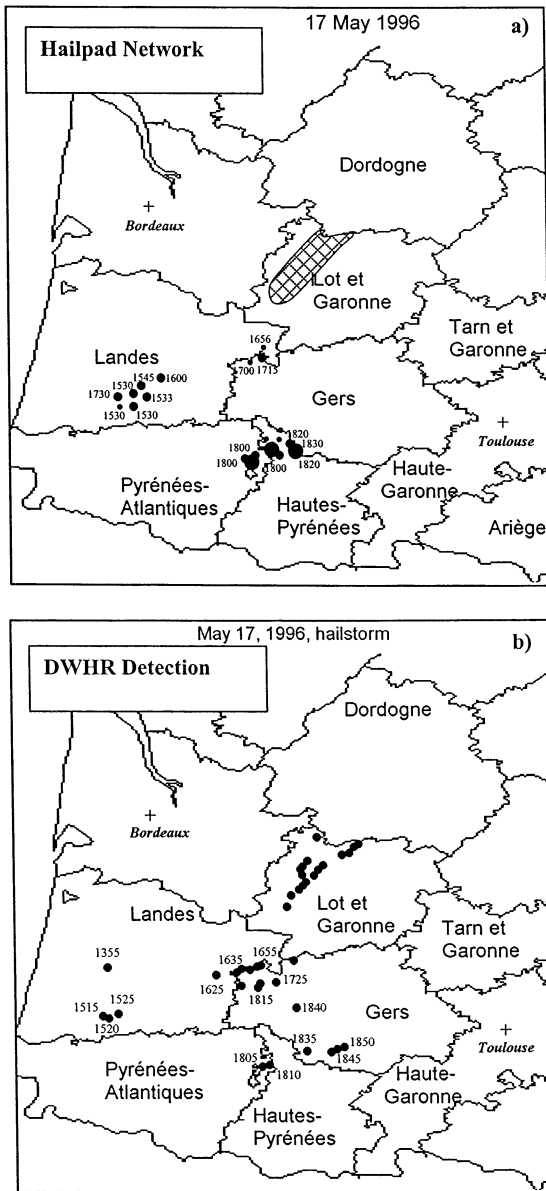 17 May 1996
a)
Hailpad Network
Dordogne
Bordeaux
Lot et
Garonne
Tarn et
Garonne
Landes
1656
1700
1715
1545
1600
1530
1730
1533
1530
1530
Gers
Toulouse
1820
1830
1800
1800
1800
1820
Haute-
Garonne
Pyrénées-
Atlantiques
Hautes-
Pyrénées
Ariège
May 17, 1996, hailstorm
b)
DWHR Detection
Dordogne
Bordeaux
Lot et
Garonne
Landes
Tarn et
Garonne
1355
1635
1655
1625
1725
1815
1515
1525
1520
1840
Gers
Toulouse
1835
1850
1845
1805
1810
Pyrénées-
Atlantiques
Haute-
Garonne
Hautes-
Pyrénées